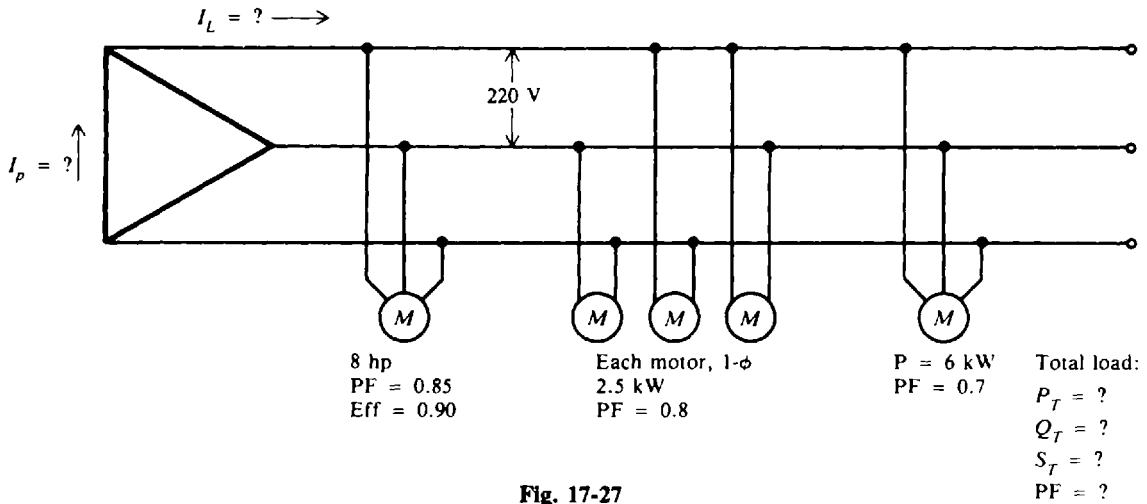 I_L = ? →
220 V
I_p = ?
M
M
M
M
M
8 hp
PF = 0.85
Eff = 0.90
Each motor, 1-ϕ
2.5 kW
PF = 0.8
P = 6 kW
PF = 0.7
Total load:
P_T = ?
Q_T = ?
S_T = ?
PF = ?
Fig. 17-27